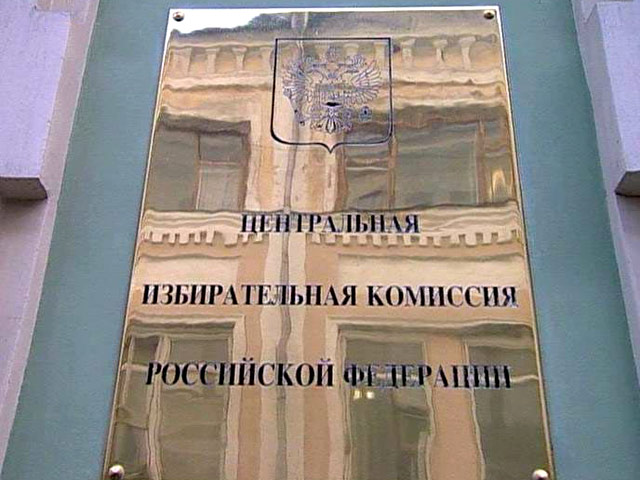 ЦЕНТРАЛЬНАЯ
ИЗБИРАТЕЛЬНАЯ КОМИССИЯ
РОССИЙСКОЙ ФЕДЕРАЦИИ